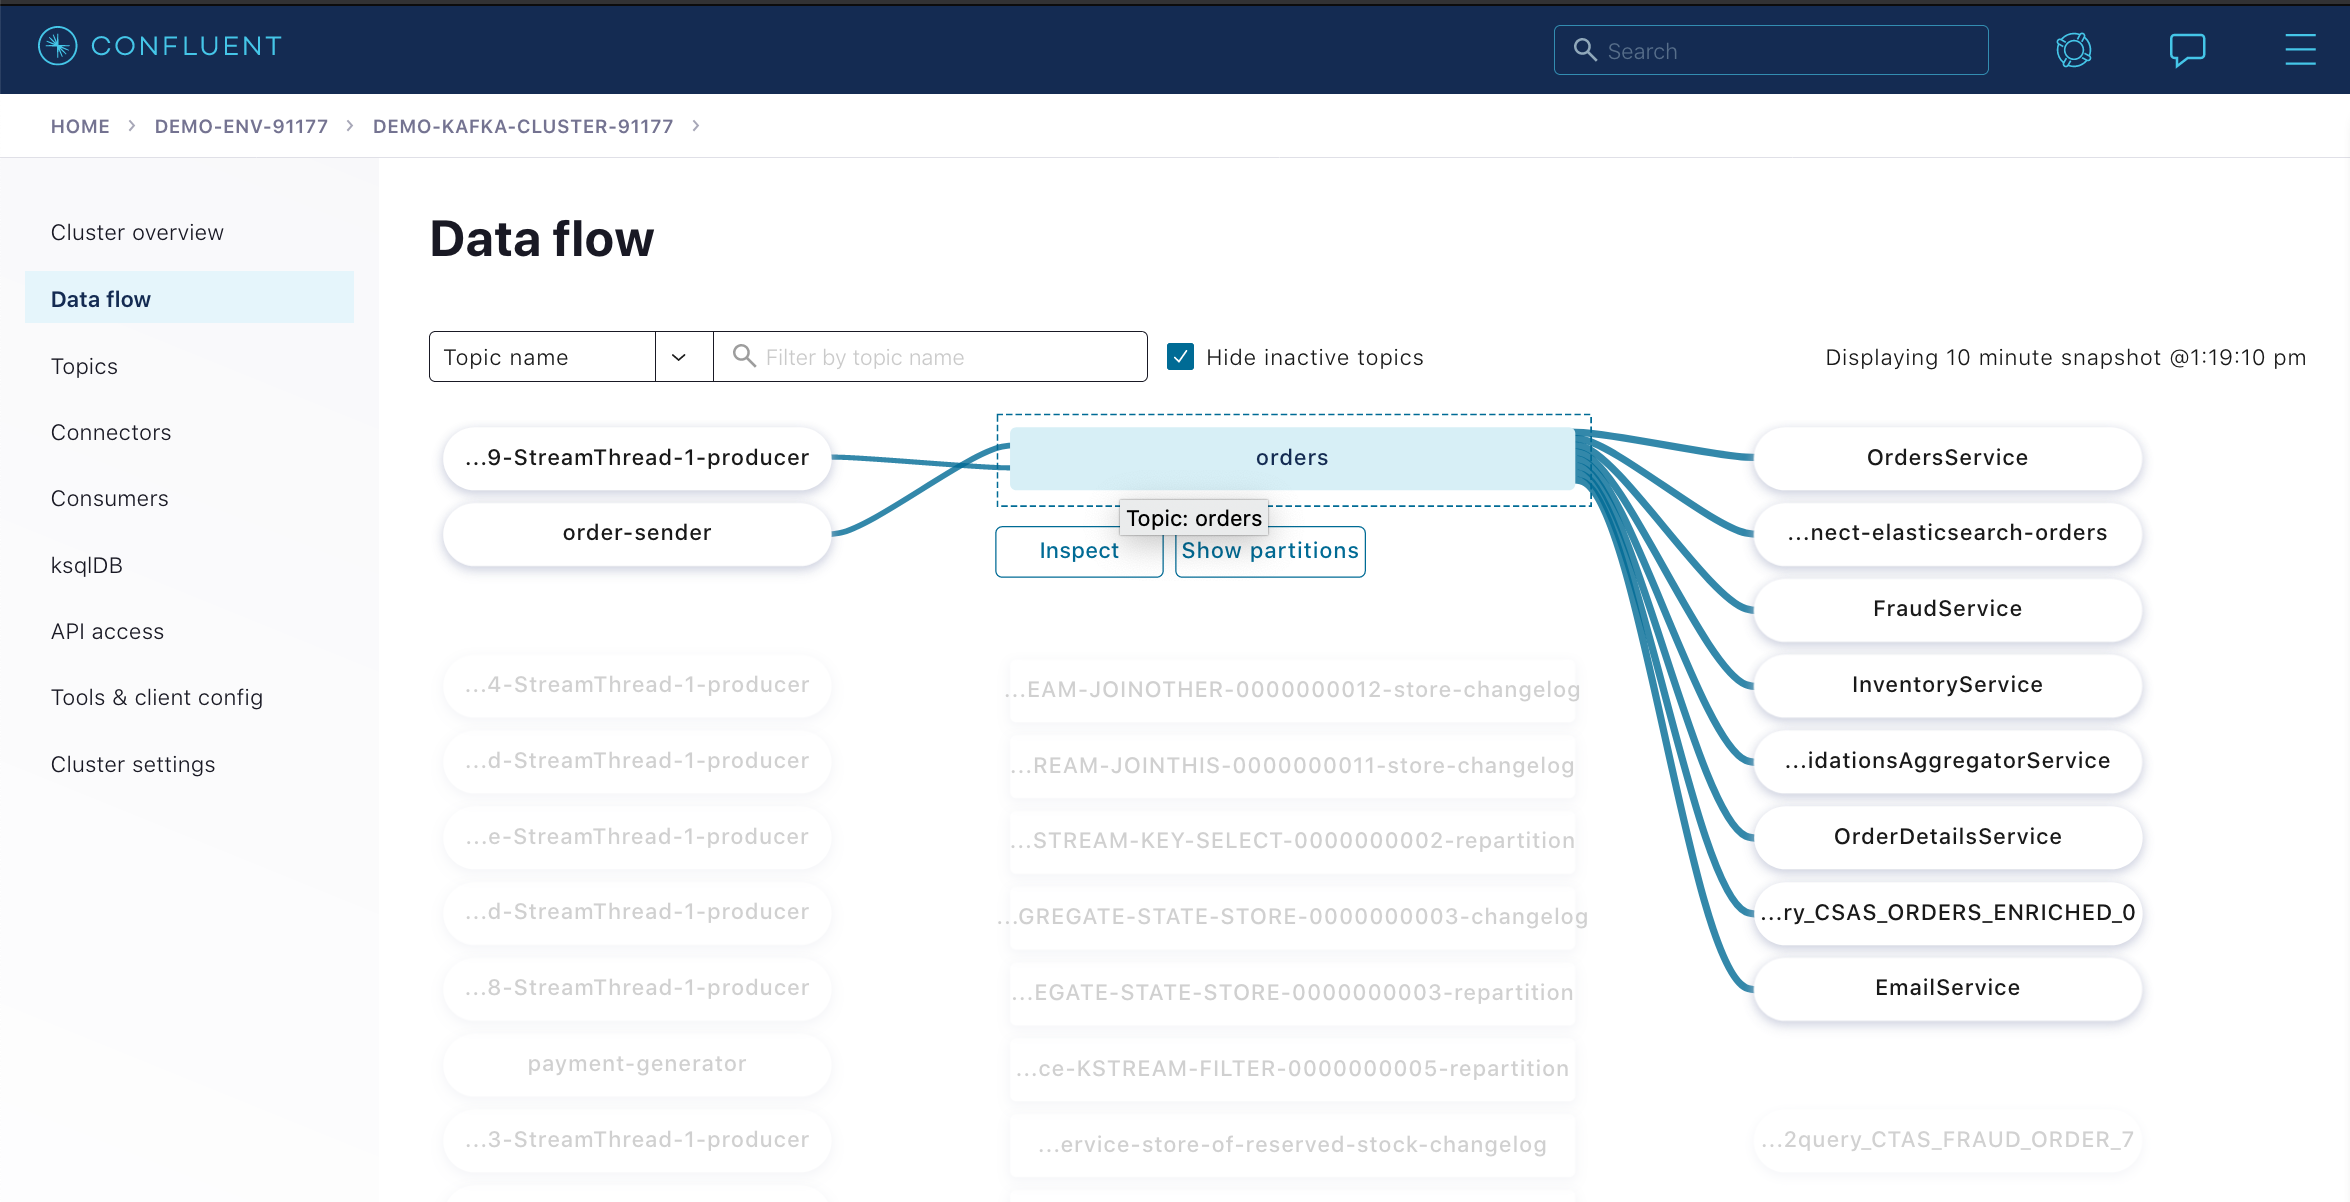 CONFLUENT
Search
HOME > DEMO-ENV-91177 > DEMO-KAFKA-CLUSTER-91177 >
Cluster overview
Data flow
Topics
Connectors
Consumers
ksqlDB
API access
Tools & client config
Cluster settings
Data flow
Topic name
Filter by topic name
Hide inactive topics
Displaying 10 minute snapshot @1:19:10 pm
...9-StreamThread-1-producer
order-sender
...4-StreamThread-1-producer
...d-StreamThread-1-producer
...e-StreamThread-1-producer
...d-StreamThread-1-producer
...8-StreamThread-1-producer
payment-generator
...3-StreamThread-1-producer
orders
Topic: orders
Inspect
Show partitions
...EAM-JOINOTHER-0000000012-store-changelog
...REAM-JOINTHIS-0000000011-store-changelog
...STREAM-KEY-SELECT-0000000002-repartition
...GREGATE-STATE-STORE-0000000003-changelog
...EGATE-STATE-STORE-0000000003-repartition
...ce-KSTREAM-FILTER-0000000005-repartition
...ervice-store-of-reserved-stock-changelog
OrdersService
...nect-elasticsearch-orders
FraudService
InventoryService
...idationsAggregatorService
OrderDetailsService
...ry_CSAS_ORDERS_ENRICHED_0
EmailService
...2query_CTAS_FRAUD_ORDER_7